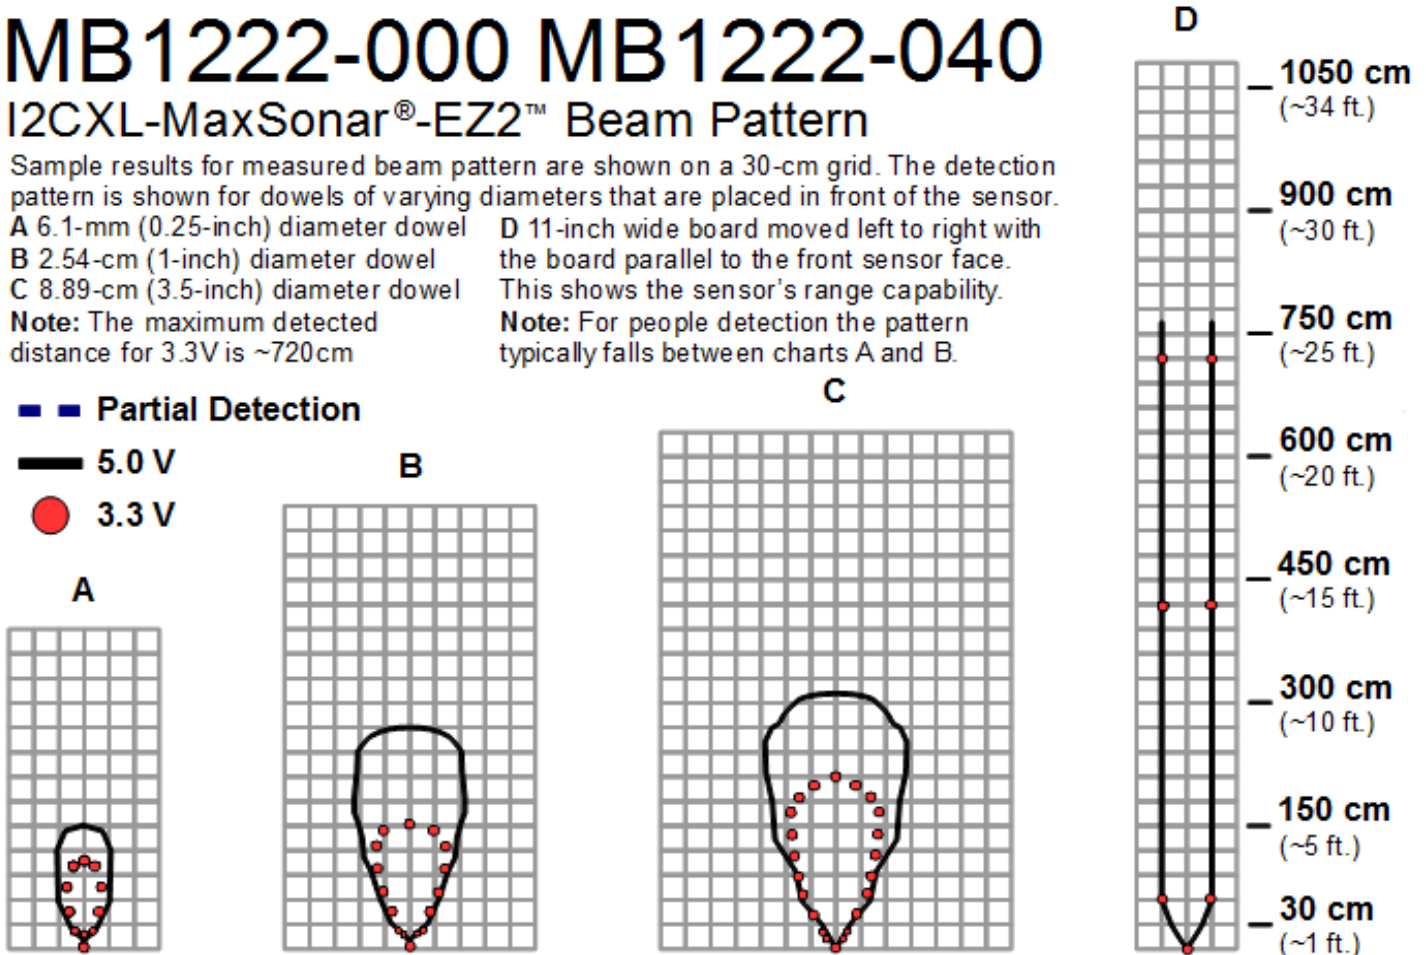 MB1222-000 MB1222-040
I2CXL-MaxSonar®-EZ2™ Beam Pattern
Sample results for measured beam pattern are shown on a 30-cm grid. The detection
pattern is shown for dowels of varying diameters that are placed in front of the sensor.
A 6.1-mm (0.25-inch) diameter dowel
B 2.54-cm (1-inch) diameter dowel
C 8.89-cm (3.5-inch) diameter dowel
Note: The maximum detected
distance for 3.3V is ~720cm
D 11-inch wide board moved left to right with
the board parallel to the front sensor face.
This shows the sensor's range capability.
Note: For people detection the pattern
typically falls between charts A and B.
Partial Detection
5.0 V
3.3 V
A
B
C
D
1050 cm
(~34 ft.)
900 cm
(~30 ft.)
750 cm
(~25 ft.)
600 cm
(~20 ft.)
450 cm
(~15 ft.)
300 cm
(~10 ft.)
150 cm
(~5 ft.)
30 cm
(~1 ft.)